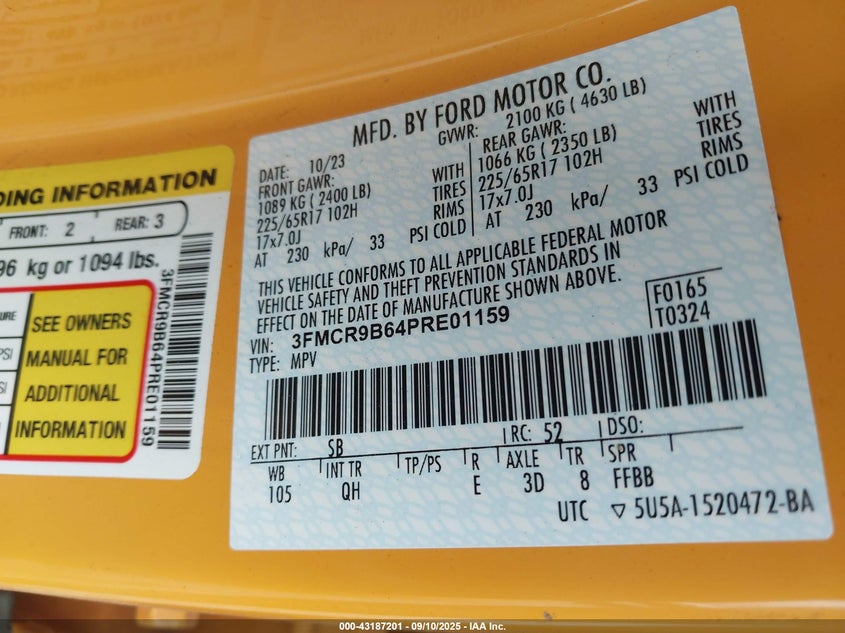 DING INFORMATION
FRONT: 2 REAR: 3
96 kg or 1094 lbs.
SEE OWNERS
MANUAL FOR
ADDITIONAL
INFORMATION
3FMCR9B64PRE01159
MFD. BY FORD MOTOR CO.
DATE: 10/23 GVWR: 2100 KG ( 4630 LB)
FRONT GAWR: REAR GAWR:
1089 KG ( 2400 LB) WITH 1066 KG ( 2350 LB) WITH
225/65R17 102H TIRES 225/65R17 102H TIRES
17x7.0J RIMS 17x7.0J RIMS
AT 230 kPa/ 33 PSI COLD AT 230 kPa/ 33 PSI COLD
THIS VEHICLE CONFORMS TO ALL APPLICABLE FEDERAL MOTOR
VEHICLE SAFETY AND THEFT PREVENTION STANDARDS IN
EFFECT ON THE DATE OF MANUFACTURE SHOWN ABOVE.
VIN: 3FMCR9B64PRE01159 F0165
TYPE: MPV T0324
EXT PNT: SB RC: 52 DSO:
WB INT TR TP/PS R AXLE TR SPR
105 QH E 3D 8 FFBB
UTC ▽ 5U5A-1520472-BA
000-43187201 - 09/10/2025 - IAA Inc.